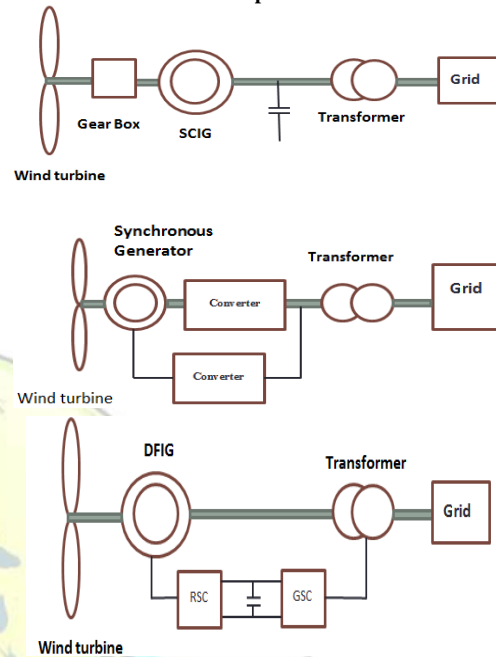 Grid
Gear Box
SCIG
Transformer
Wind turbine
Synchronous
Generator
Transformer
Grid
Converter
Converter
Wind turbine
DFIG
Transformer
Grid
RSC
GSC
Wind turbine